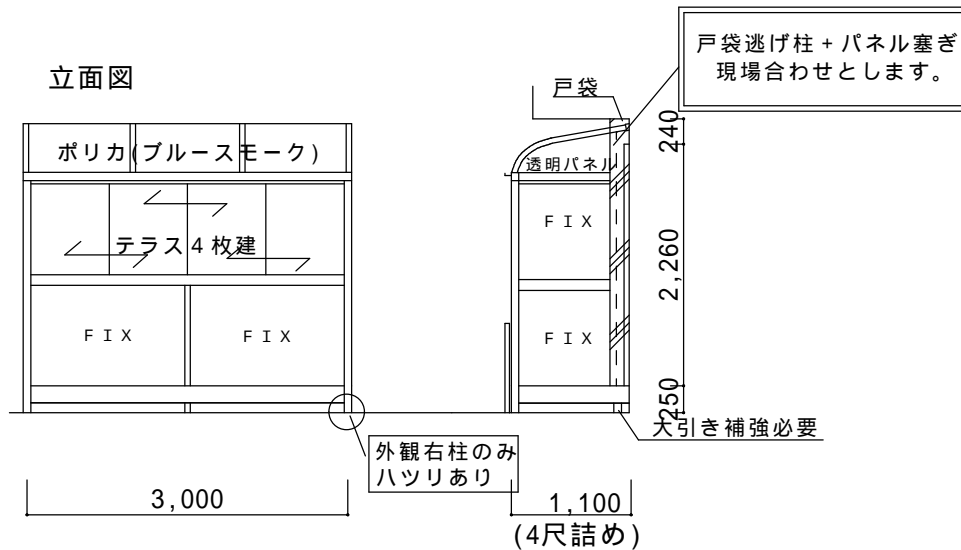 立面図
戸袋逃げ柱+パネル塞ぎ
現場合わせとします。
戸袋
ポリカ(ブルースモーク)
透明パネル
240
テラス4枚建
FIX
2,260
FIX
FIX
FIX
250
大引き補強必要
外観右柱のみ
ハツリあり
3,000
1,100
(4尺詰め)